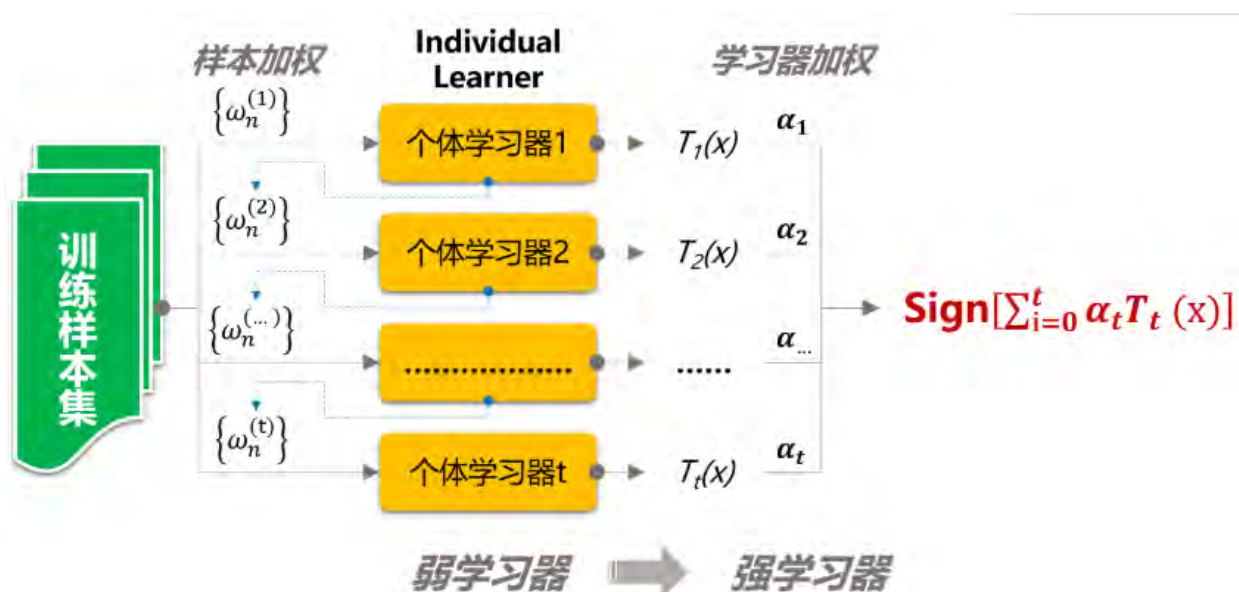 样本加权
Individual
Learner
学习器加权
{ω_n^(1)}
个体学习器1
T_1(x)
α_1
{ω_n^(2)}
个体学习器2
T_2(x)
α_2
训练样本集
Sign[∑_{i=0}^{t} α_t T_t (x)]
{ω_n^(...)}
..................
......
α_...
{ω_n^(t)}
个体学习器t
T_t(x)
α_t
弱学习器
强学习器